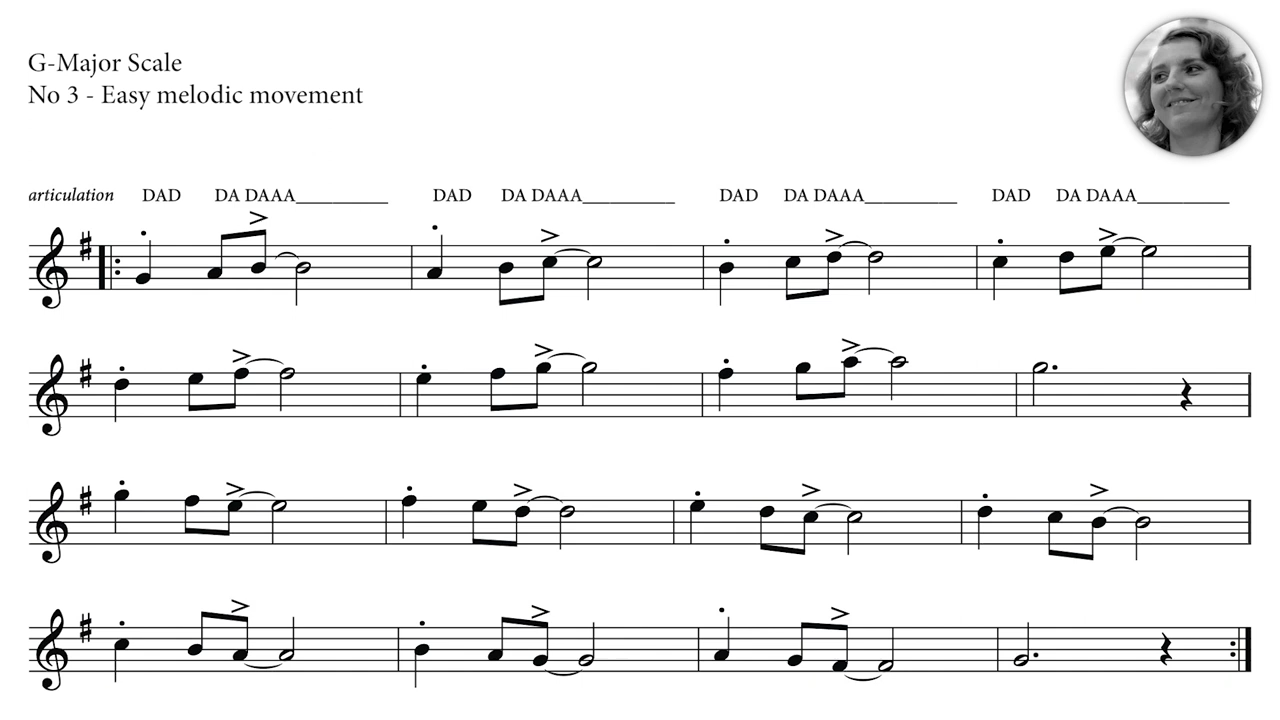 G-Major Scale
No 3 - Easy melodic movement
articulation DAD DA DAAA__________ DAD DA DAAA__________ DAD DA DAAA__________ DAD DA DAAA__________